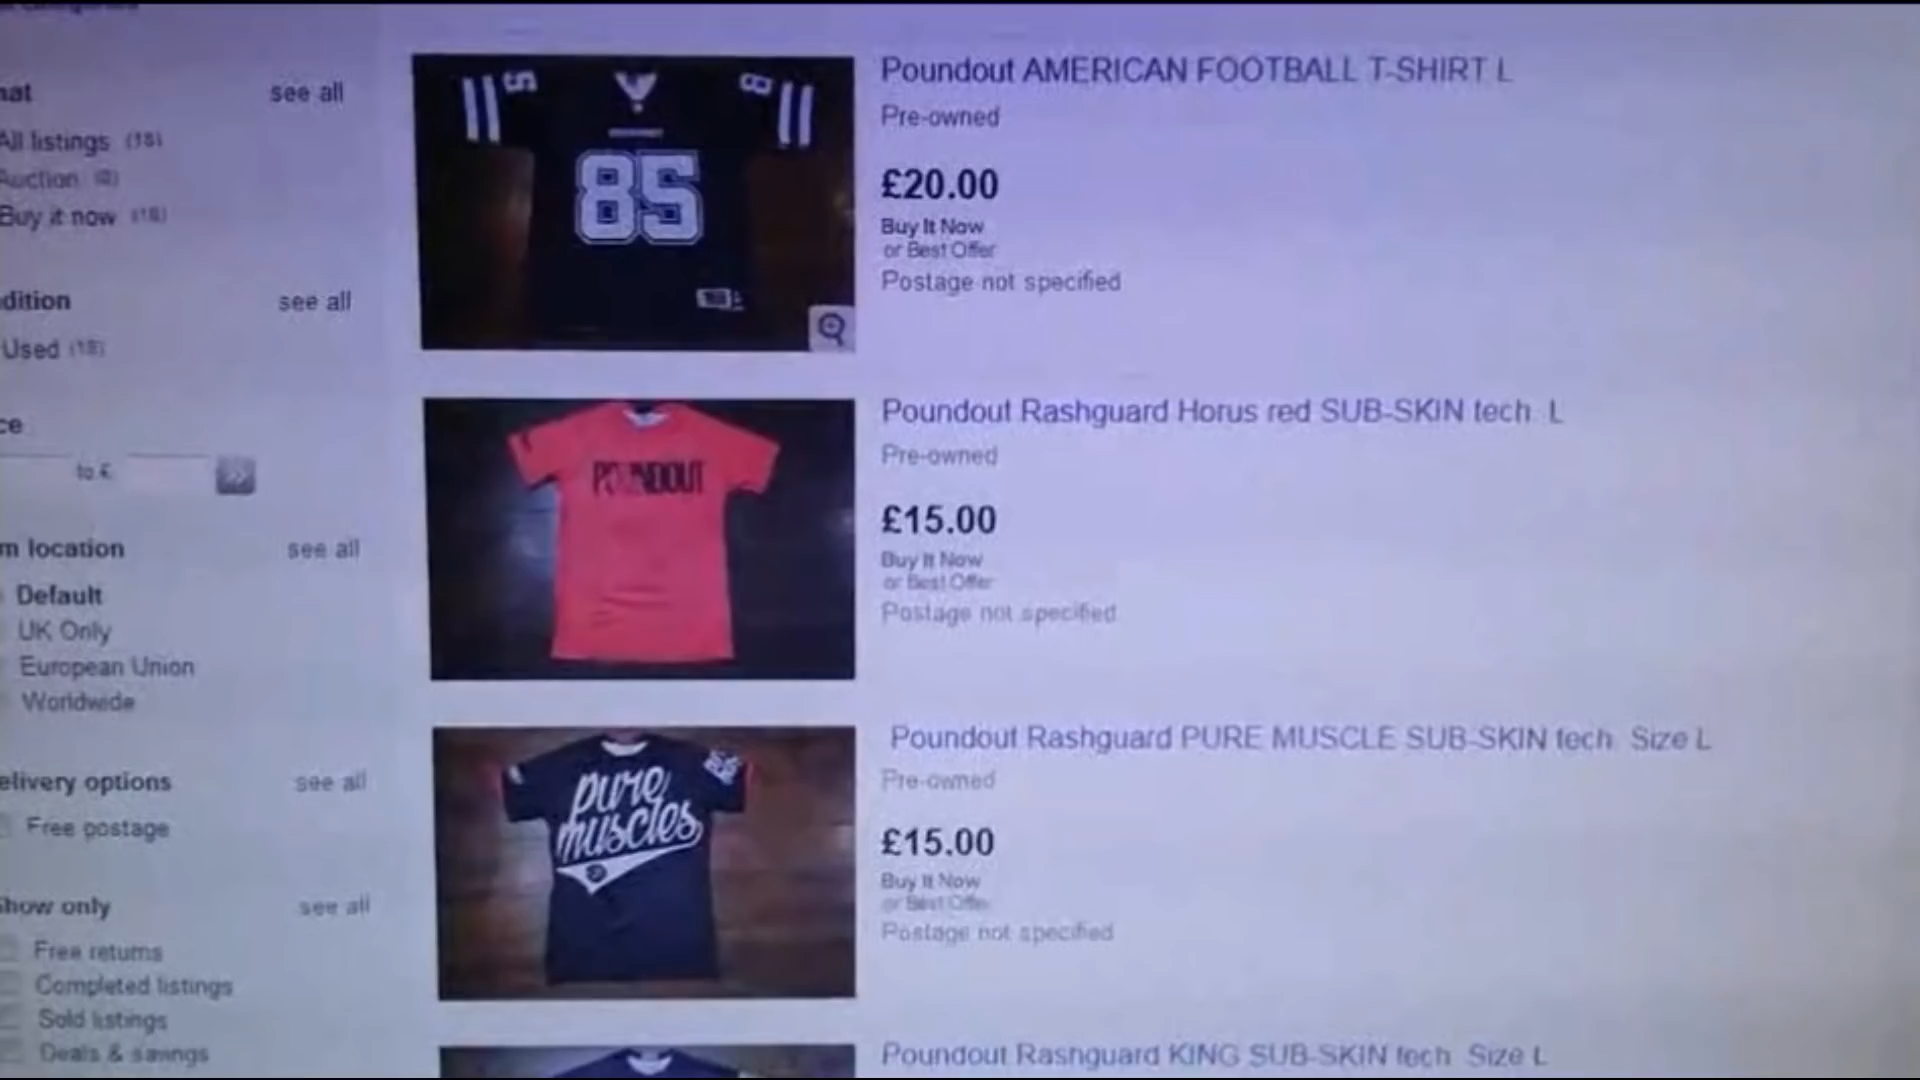 see all
All listings (18)
Auction (0)
Buy it now (18)
see all
Used (18)
to £
location
see all
Default
UK Only
European Union
Worldwide
options
see all
Free postage
only
see all
Free returns
Completed listings
Sold listings
Deals & savings
85
Poundout AMERICAN FOOTBALL T-SHIRT L
Pre-owned
£20.00
Buy It Now
or Best Offer
Postage not specified
POUNDOUT
Poundout Rashguard Horus red SUB-SKIN tech L
Pre-owned
£15.00
Buy It Now
or Best Offer
Postage not specified
pure
muscles
Poundout Rashguard PURE MUSCLE SUB-SKIN tech Size L
Pre-owned
£15.00
Buy It Now
or Best Offer
Postage not specified
Poundout Rashguard KING SUB-SKIN tech Size L